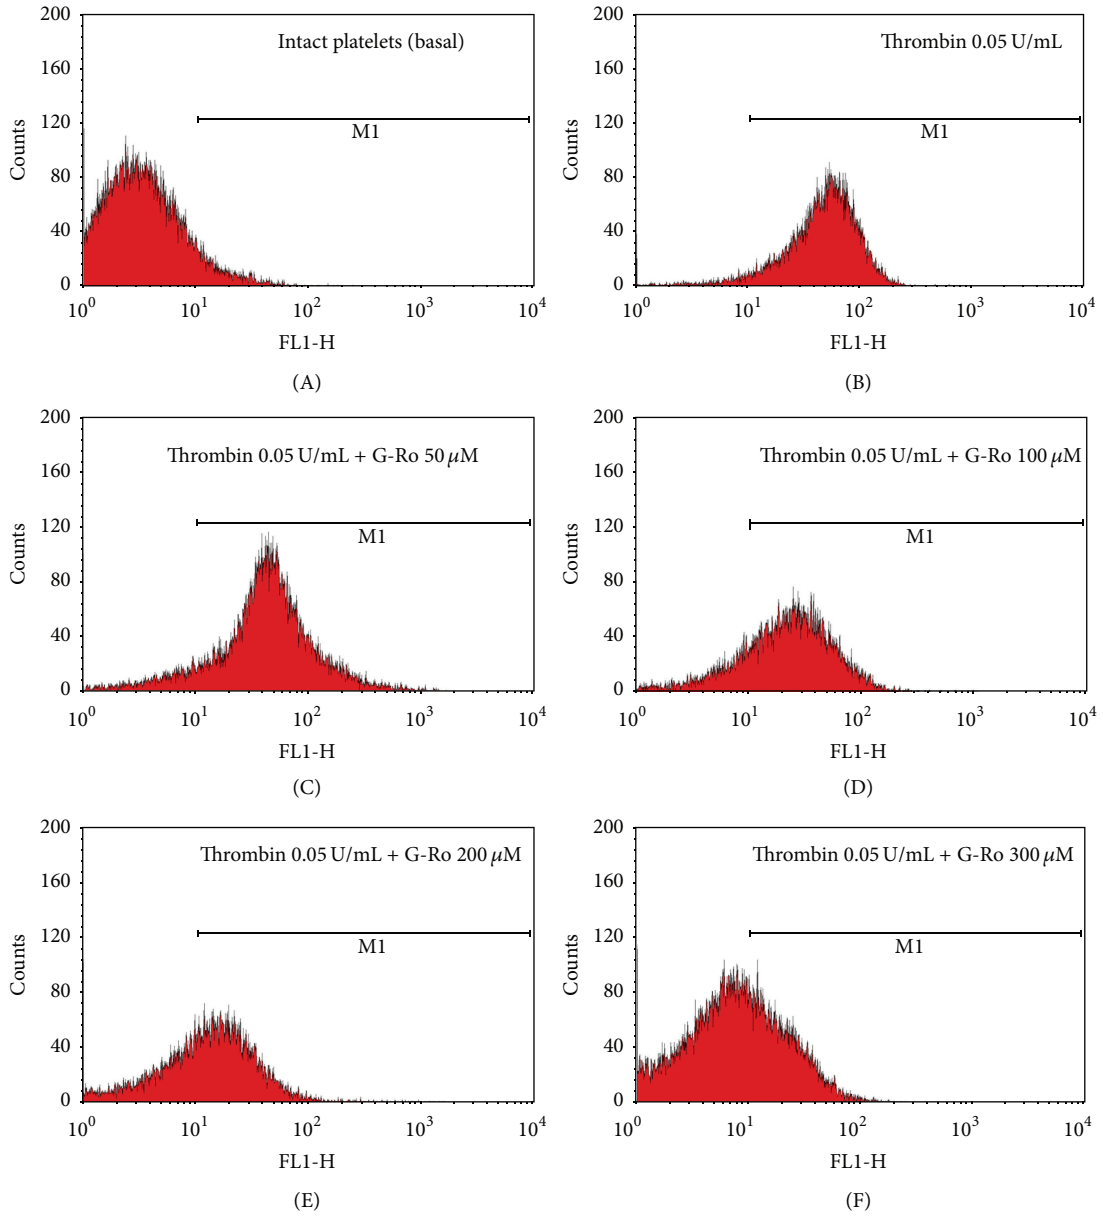 200
160
120
80
40
0
Counts
Intact platelets (basal)
M1
10^0 10^1 10^2 10^3 10^4
FL1-H
(A)
200
160
120
80
40
0
Counts
Thrombin 0.05 U/mL
M1
10^0 10^1 10^2 10^3 10^4
FL1-H
(B)
200
160
120
80
40
0
Counts
Thrombin 0.05 U/mL + G-Ro 50 μM
M1
10^0 10^1 10^2 10^3 10^4
FL1-H
(C)
200
160
120
80
40
0
Counts
Thrombin 0.05 U/mL + G-Ro 100 μM
M1
10^0 10^1 10^2 10^3 10^4
FL1-H
(D)
200
160
120
80
40
0
Counts
Thrombin 0.05 U/mL + G-Ro 200 μM
M1
10^0 10^1 10^2 10^3 10^4
FL1-H
(E)
200
160
120
80
40
0
Counts
Thrombin 0.05 U/mL + G-Ro 300 μM
M1
10^0 10^1 10^2 10^3 10^4
FL1-H
(F)